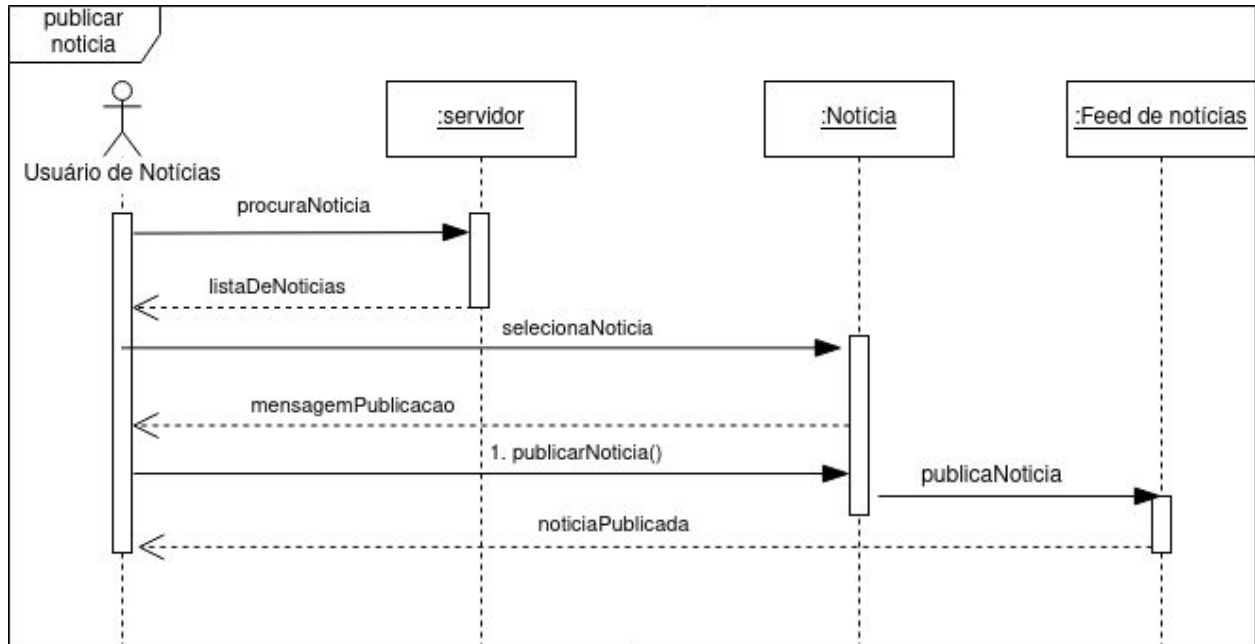 publicar
noticia
:servidor
:Notícia
:Feed de notícias
Usuário de Notícias
procuraNoticia
listaDeNoticias
selecionaNoticia
mensagemPublicacao
1. publicarNoticia()
publicaNoticia
noticiaPublicada